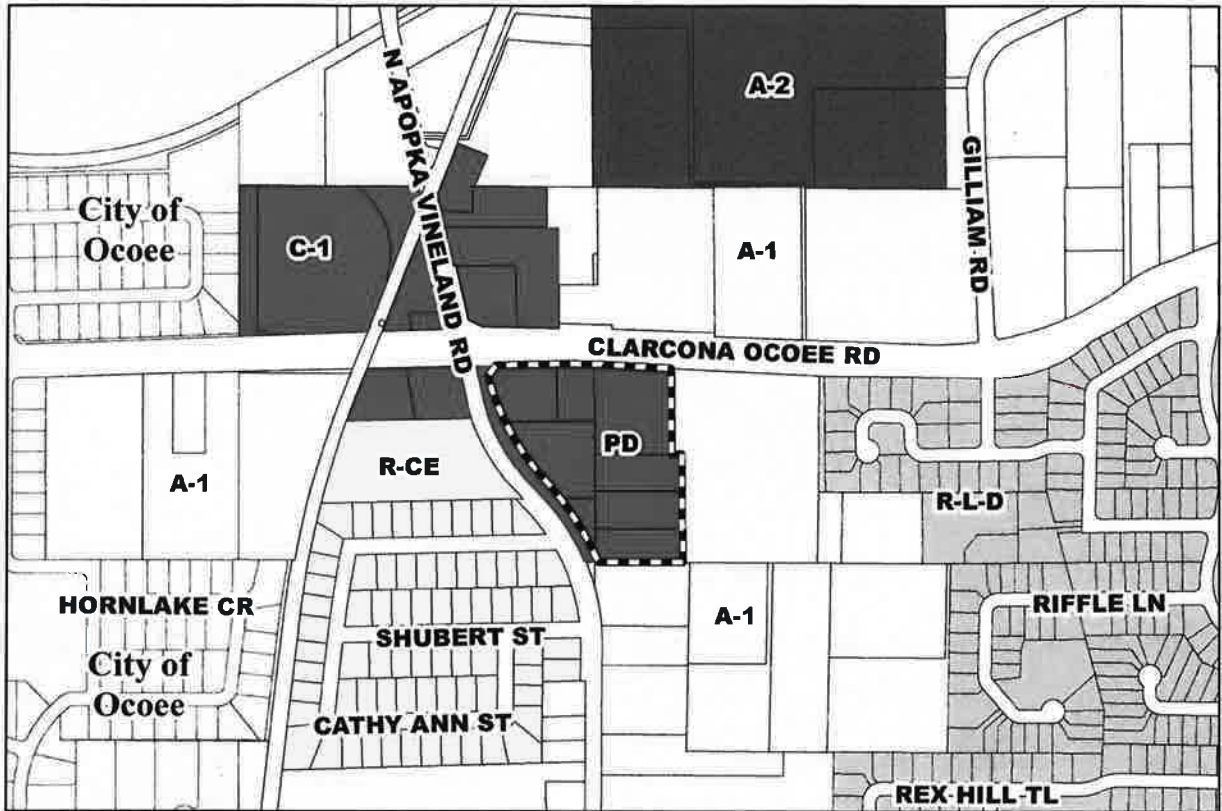 N APOPKA VINELAND RD
A-2
GILLIAM RD
City of
Ocoee
C-1
A-1
CLARCONA OCOEE RD
PD
R-CE
A-1
R-L-D
HORNLAKE CR
A-1
RIFFLE LN
SHUBERT ST
City of
Ocoee
CATHY ANN ST
REX HILL TL